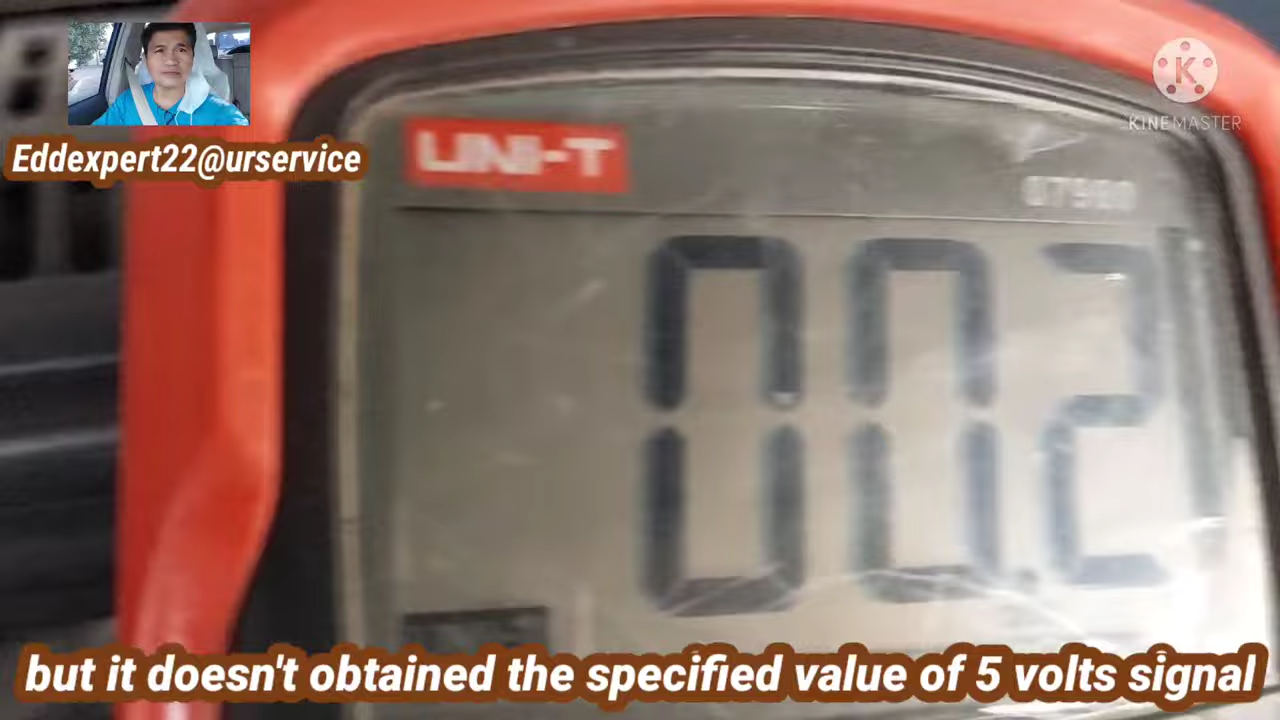 KINEMASTER
Eddexpert22@urservice
UNI-T
00.2
but it doesn't obtained the specified value of 5 volts signal